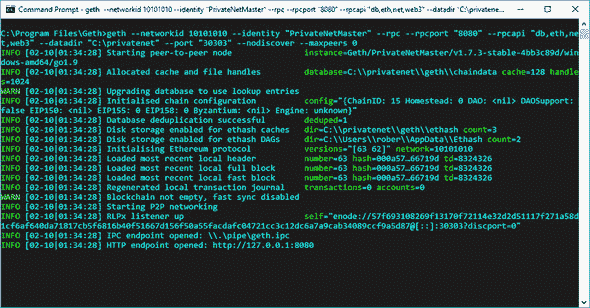 Command Prompt - geth --networkid 10101010 --identity "PrivateNetMaster" --rpc --rpcport "8080" --rpcapi "db,eth,net,web3" --datadir "C:\privatenet" --port "303...
C:\Program Files\Geth>geth --networkid 10101010 --identity "PrivateNetMaster" --rpc --rpcport "8080" --rpcapi "db,eth,ne
t,web3" --datadir "C:\privatenet" --port "30303" --nodiscover --maxpeers 0
INFO [02-10|01:34:28] Starting peer-to-peer node instance=Geth/PrivateNetMaster/v1.7.3-stable-4bb3c89d/win
dows-amd64/go1.9
INFO [02-10|01:34:28] Allocated cache and file handles database=C:\\privatenet\\geth\\chaindata cache=128 handle
s=1024
WARN [02-10|01:34:28] Upgrading database to use lookup entries
INFO [02-10|01:34:28] Initialised chain configuration config="{ChainID: 15 Homestead: 0 DAO: <nil> DAOSupport:
false EIP150: <nil> EIP155: 0 EIP158: 0 Byzantium: <nil> Engine: unknown}"
INFO [02-10|01:34:28] Database deduplication successful deduped=1
INFO [02-10|01:34:28] Disk storage enabled for ethash caches dir=C:\\privatenet\\geth\\ethash count=3
INFO [02-10|01:34:28] Disk storage enabled for ethash DAGs dir=C:\\Users\\rober\\AppData\\Ethash count=2
INFO [02-10|01:34:28] Initialising Ethereum protocol versions="[63 62]" network=10101010
INFO [02-10|01:34:28] Loaded most recent local header number=63 hash=000a57…66719d td=8324326
INFO [02-10|01:34:28] Loaded most recent local full block number=63 hash=000a57…66719d td=8324326
INFO [02-10|01:34:28] Loaded most recent local fast block number=63 hash=000a57…66719d td=8324326
INFO [02-10|01:34:28] Regenerated local transaction journal transactions=0 accounts=0
WARN [02-10|01:34:28] Blockchain not empty, fast sync disabled
INFO [02-10|01:34:28] Starting P2P networking
INFO [02-10|01:34:28] RLPx listener up self="enode://57f693108269f13170f72114e32d2d51117f271a58d
1cf6af640da71817cb5f6816b40f51667d156f50a55facdafc04721cc3c12dc6a7a9cab34089ccf9a5d87@[::]:30303?discport=0"
INFO [02-10|01:34:28] IPC endpoint opened: \\.\pipe\geth.ipc
INFO [02-10|01:34:28] HTTP endpoint opened: http://127.0.0.1:8080